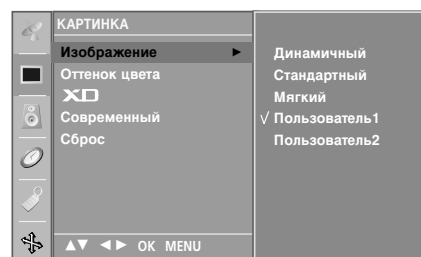 КАРТИНКА
Изображение ►
Оттенок цвета
XD
Современный
Сброс
▲▼ ◄► OK MENU
Динамичный
Стандартный
Мягкий
√ Пользователь1
Пользователь2